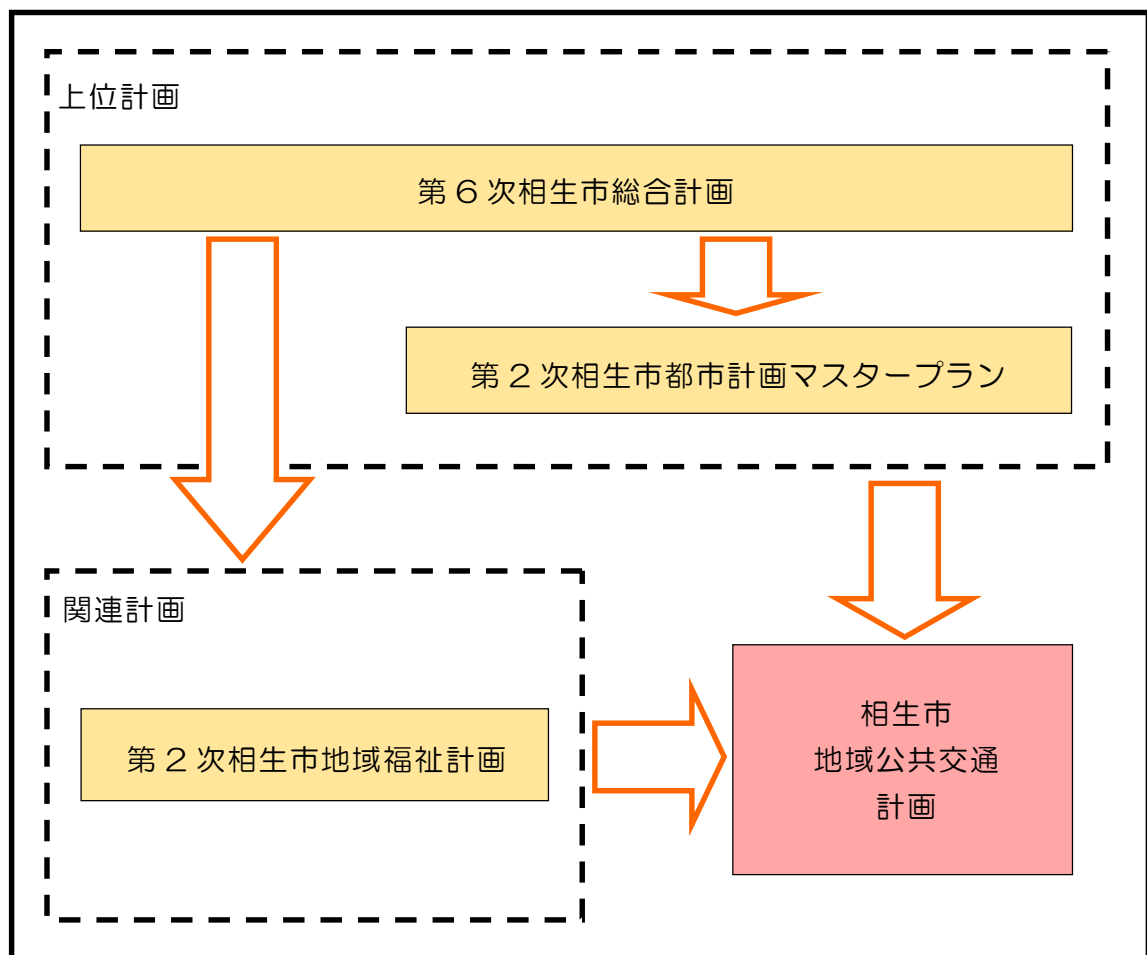 上位計画
第6次相生市総合計画
第2次相生市都市計画マスタープラン
関連計画
第2次相生市地域福祉計画
相生市
地域公共交通
計画